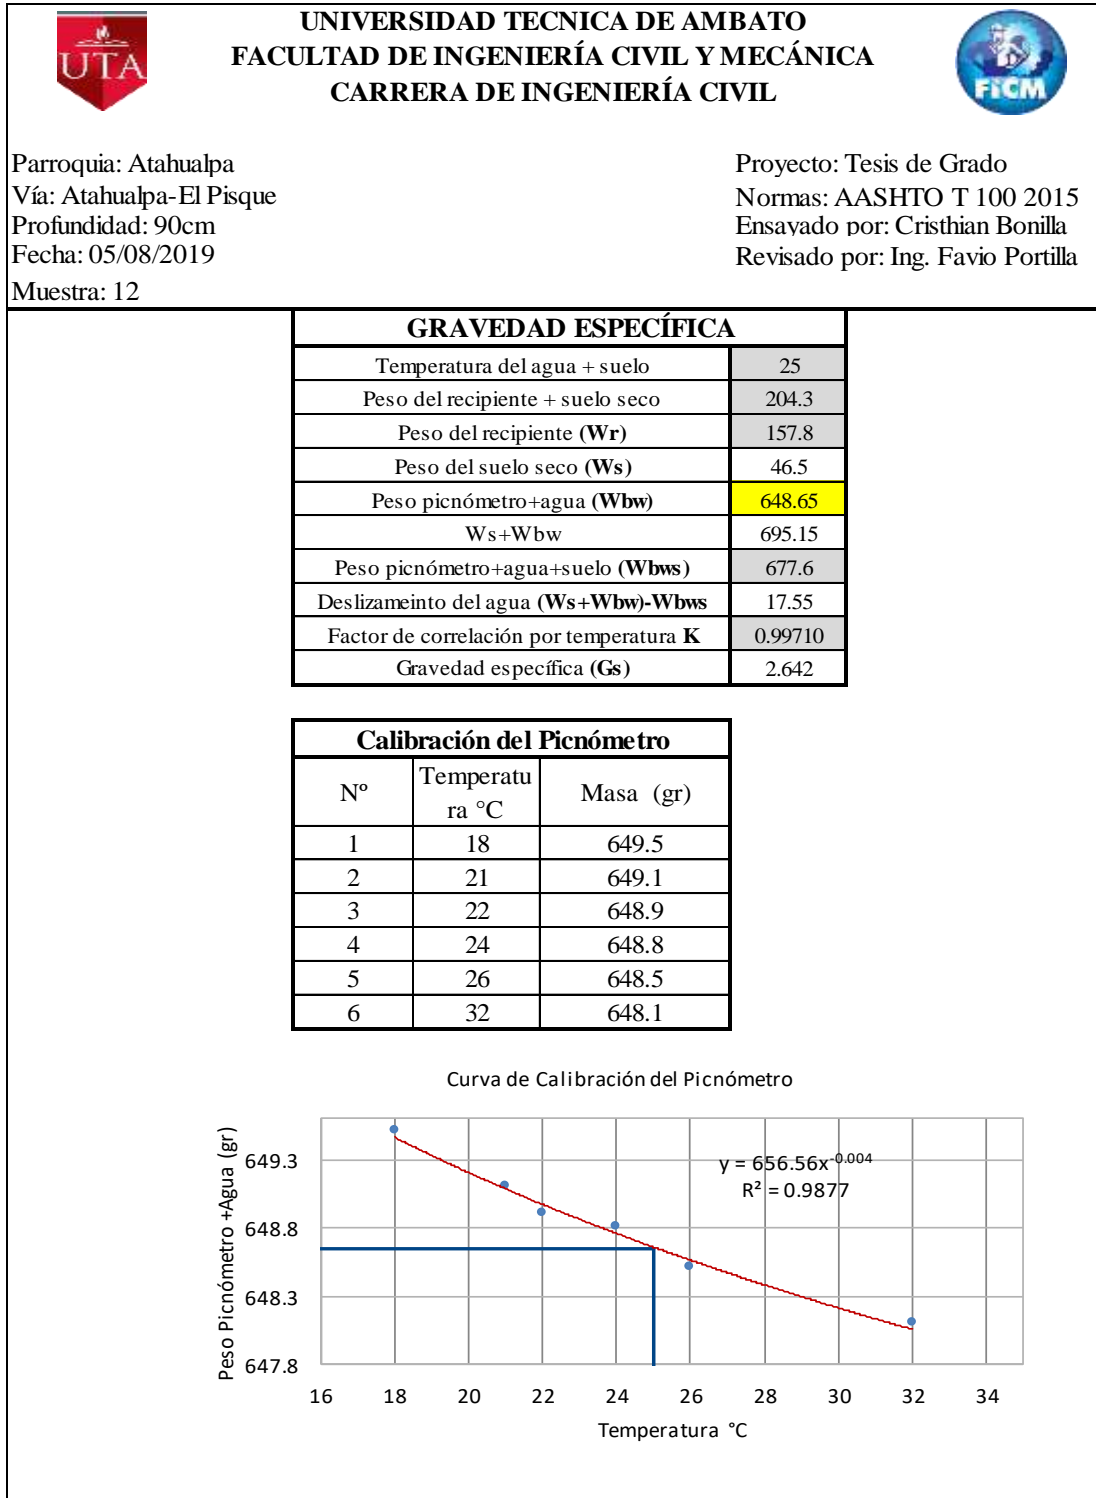 UNIVERSIDAD TECNICA DE AMBATO
FACULTAD DE INGENIERÍA CIVIL Y MECÁNICA
CARRERA DE INGENIERÍA CIVIL
UTA
FICM
Parroquia: Atahualpa
Proyecto: Tesis de Grado
Vía: Atahualpa-El Pisque
Normas: AASHTO T 100 2015
Profundidad: 90cm
Ensayado por: Cristhian Bonilla
Fecha: 05/08/2019
Revisado por: Ing. Favio Portilla
Muestra: 12
GRAVEDAD ESPECÍFICA
Temperatura del agua + suelo 25
Peso del recipiente + suelo seco 204.3
Peso del recipiente (Wr) 157.8
Peso del suelo seco (Ws) 46.5
Peso picnómetro+agua (Wbw) 648.65
Ws+Wbw 695.15
Peso picnómetro+agua+suelo (Wbws) 677.6
Deslizameinto del agua (Ws+Wbw)-Wbws 17.55
Factor de correlación por temperatura K 0.99710
Gravedad específica (Gs) 2.642
Calibración del Picnómetro
Nº Temperatu
ra °C Masa (gr)
1 18 649.5
2 21 649.1
3 22 648.9
4 24 648.8
5 26 648.5
6 32 648.1
Curva de Calibración del Picnómetro
Peso Picnómetro +Agua (gr)
649.3
648.8
648.3
647.8
y = 656.56x^-0.004
R² = 0.9877
16 18 20 22 24 26 28 30 32 34
Temperatura °C